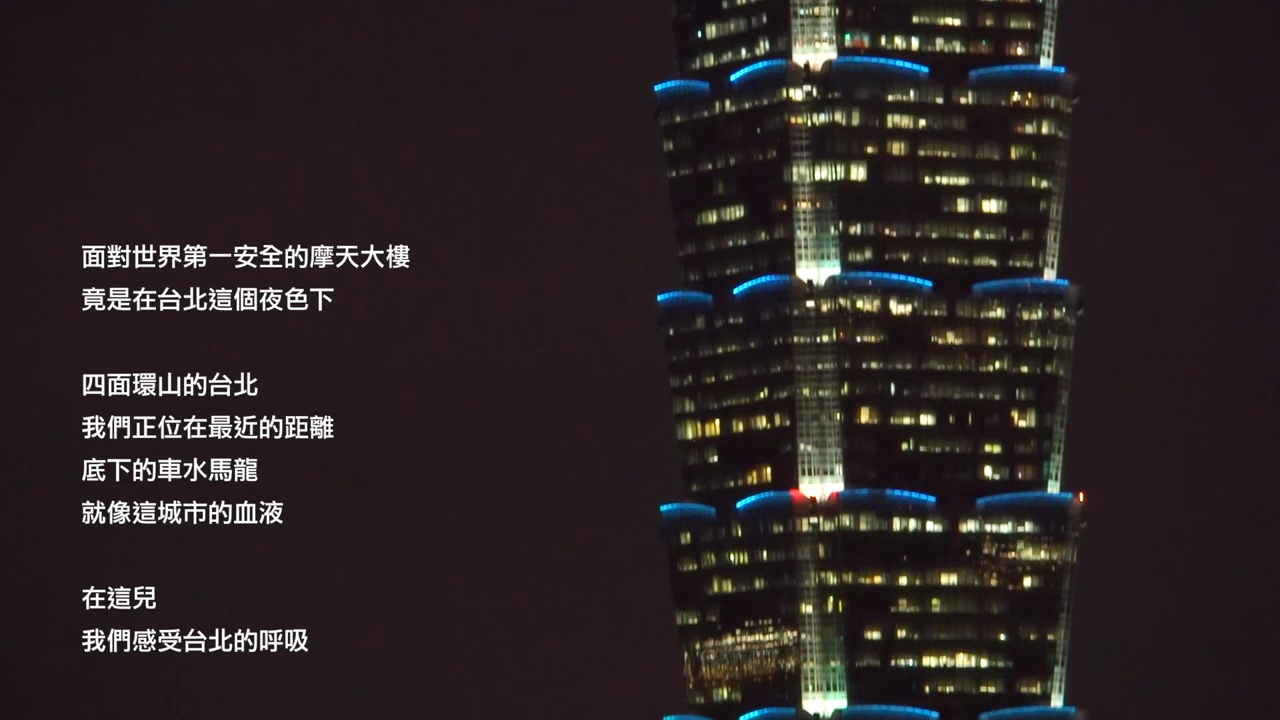 面對世界第一安全的摩天大樓
竟是在台北這個夜色下
四面環山的台北
我們正位在最近的距離
底下的車水馬龍
就像這城市的血液
在這兒
我們感受台北的呼吸